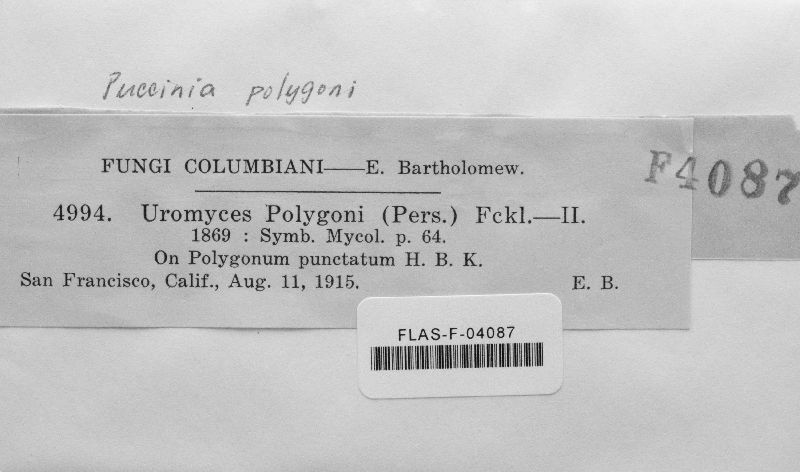 Puccinia polygoni
FUNGI COLUMBIANI——E. Bartholomew.
F4087
4994. Uromyces Polygoni (Pers.) Fckl.—II.
1869 : Symb. Mycol. p. 64.
On Polygonum punctatum H. B. K.
San Francisco, Calif., Aug. 11, 1915. E. B.
FLAS-F-04087